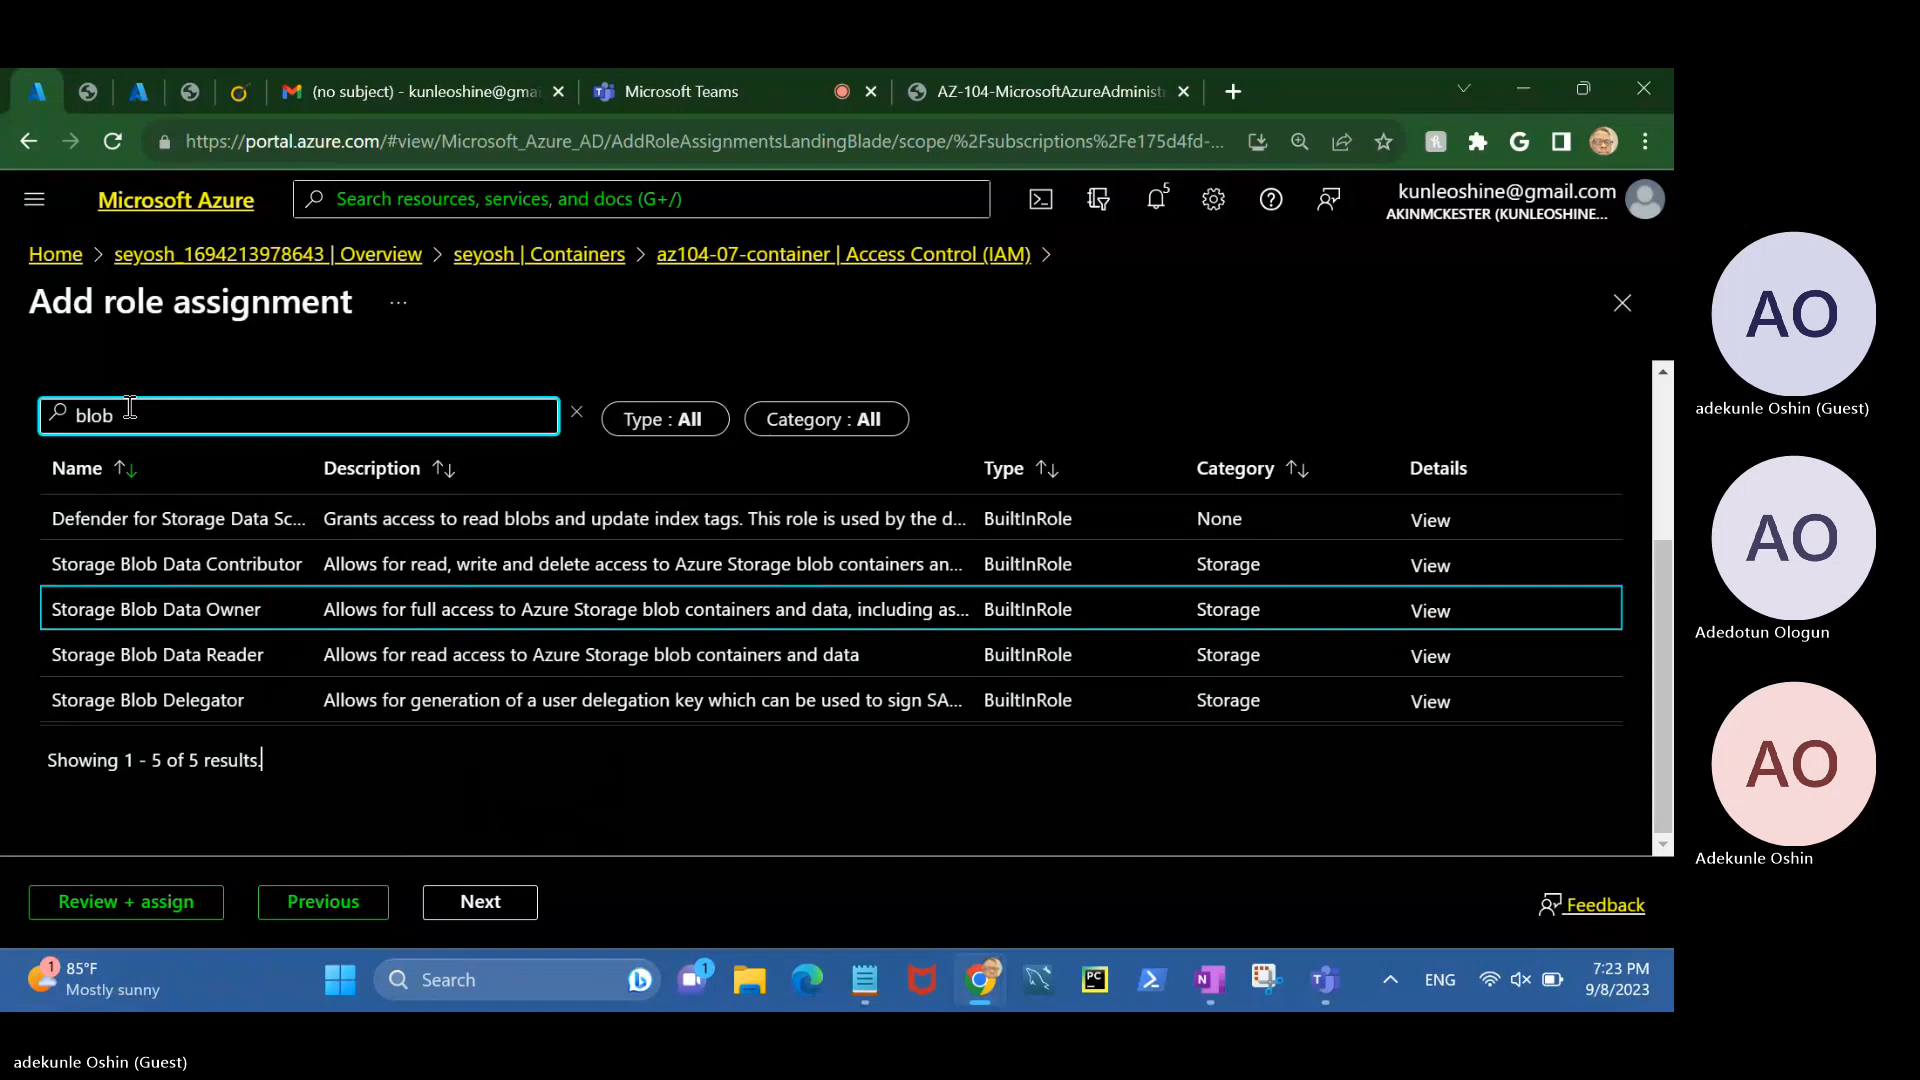 (no subject) - kunleoshine@gma
Microsoft Teams
AZ-104-MicrosoftAzureAdminist
https://portal.azure.com/#view/Microsoft_Azure_AD/AddRoleAssignmentsLandingBlade/scope/%2Fsubscriptions%2Fe175d4fd-...
Microsoft Azure
Search resources, services, and docs (G+/)
5
kunleoshine@gmail.com
AKINMCKESTER (KUNLEOSHINE...
Home > seyosh_1694213978643 | Overview > seyosh | Containers > az104-07-container | Access Control (IAM) >
Add role assignment ...
blob
Type : All
Category : All
Name Description Type Category Details
Defender for Storage Data Sc... Grants access to read blobs and update index tags. This role is used by the d... BuiltInRole None View
Storage Blob Data Contributor Allows for read, write and delete access to Azure Storage blob containers an... BuiltInRole Storage View
Storage Blob Data Owner Allows for full access to Azure Storage blob containers and data, including as... BuiltInRole Storage View
Storage Blob Data Reader Allows for read access to Azure Storage blob containers and data BuiltInRole Storage View
Storage Blob Delegator Allows for generation of a user delegation key which can be used to sign SA... BuiltInRole Storage View
Showing 1 - 5 of 5 results.
Review + assign
Previous
Next
Feedback
1
85°F
Mostly sunny
Search
1
PC
N
T
ENG
7:23 PM
9/8/2023
AO
adekunle Oshin (Guest)
AO
Adedotun Ologun
AO
Adekunle Oshin
adekunle Oshin (Guest)